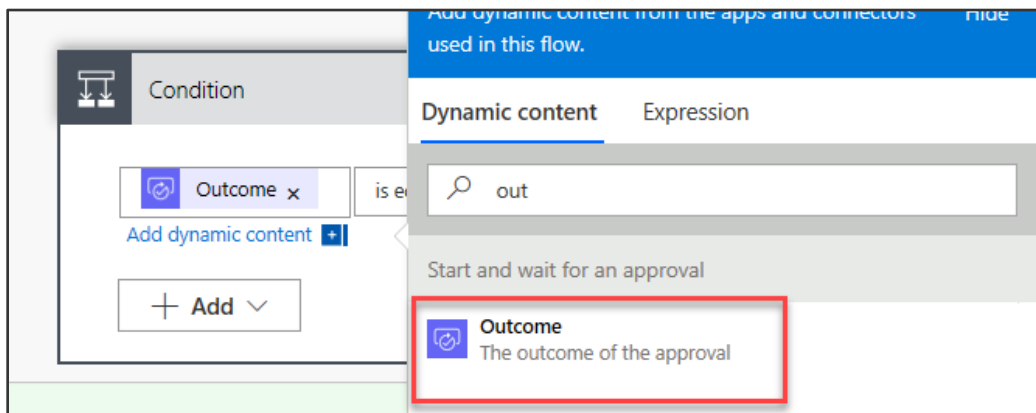 Add dynamic content from the apps and connectors
Hide
used in this flow.
Condition
Dynamic content
Expression
Outcome x
is e
out
Add dynamic content
Start and wait for an approval
+ Add
Outcome
The outcome of the approval